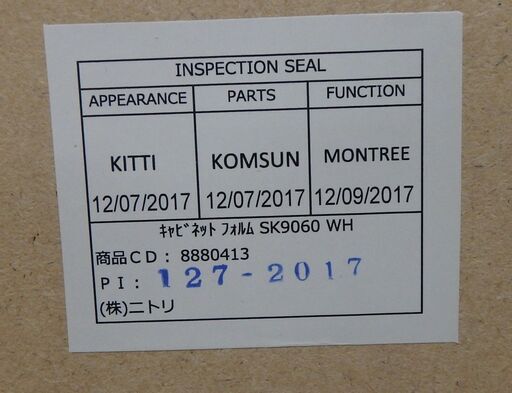 INSPECTION SEAL
APPEARANCE PARTS FUNCTION
KITTI KOMSUN MONTREE
12/07/2017 12/07/2017 12/09/2017
ｷｬﾋﾞﾈｯﾄ ﾌｫﾙﾑ SK9060 WH
商品ＣＤ： 8880413
ＰＩ： 127-2017
(株)ニトリ